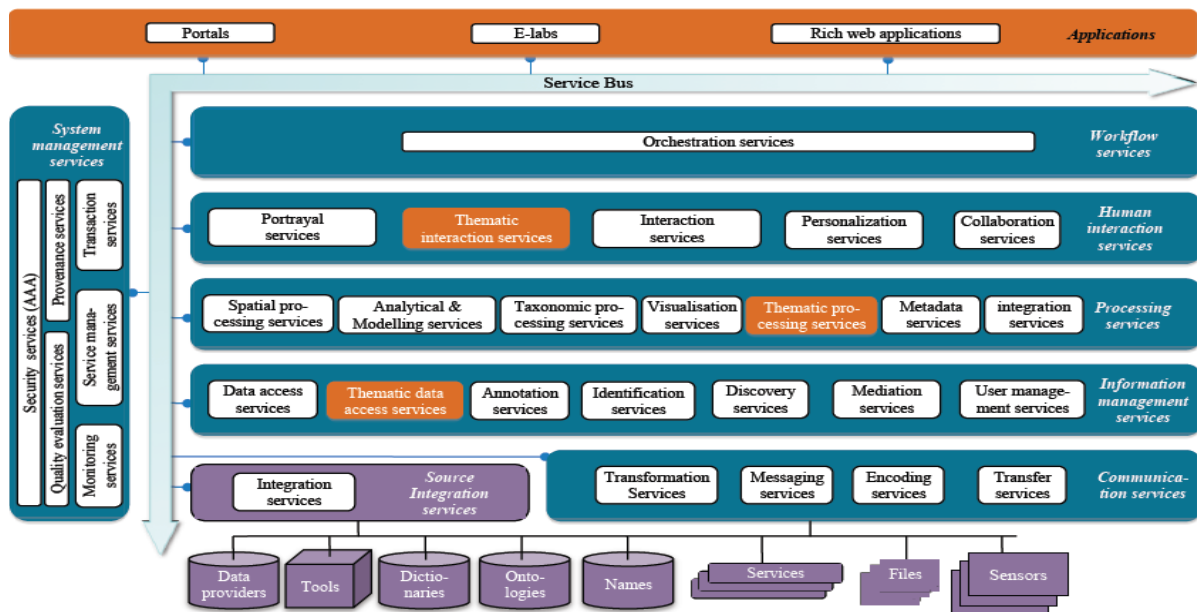 Portals
E-labs
Rich web applications
Applications
Service Bus
System
management
services
Security services (AAA)
Provenance services
Quality evaluation services
Transaction
services
Service mana-
gement services
Monitoring
services
Orchestration services
Workflow
services
Portrayal
services
Thematic
interaction services
Interaction
services
Personalization
services
Collaboration
services
Human
interaction services
Spatial pro-
cessing services
Analytical &
Modelling services
Taxonomic pro-
cessing services
Visualisation
services
Thematic pro-
cessing services
Metadata
services
integration
services
Processing
services
Data access
services
Thematic data
access services
Annotation
services
Identification
services
Discovery
services
Mediation
services
User manage-
ment services
Information
management
services
Integration
services
Source
Integration
services
Transformation
Services
Messaging
services
Encoding
services
Transfer
services
Communica-
tion services
Data
providers
Tools
Dictio-
naries
Onto-
logies
Names
Services
Files
Sensors